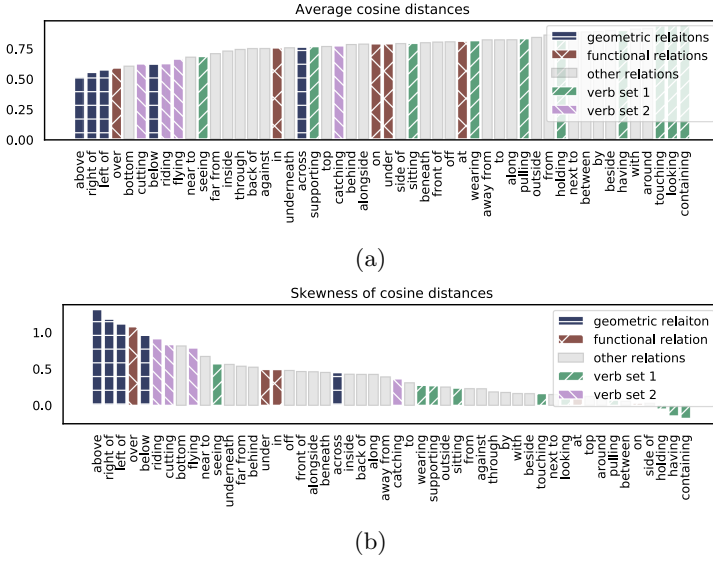 Average cosine distances
0.75
0.50
0.25
0.00
geometric relaitons
functional relations
other relations
verb set 1
verb set 2
above
right of
left of
over
bottom
cutting
below
riding
flying
near to
seeing
far from
inside
through
back of
against
in
underneath
across
supporting
top
catching
behind
alongside
on
under
side of
sitting
beneath
front of
off
at
wearing
away from
to
along
pulling
outside
from
holding
next to
between
by
beside
having
with
around
touching
looking
containing
(a)
Skewness of cosine distances
1.0
0.5
0.0
geometric relaiton
functional relation
other relations
verb set 1
verb set 2
above
right of
left of
over
below
riding
cutting
bottom
flying
near to
seeing
underneath
far from
behind
under
in
off
front of
alongside
beneath
across
inside
back of
along
away from
catching
to
wearing
supporting
outside
sitting
from
against
through
by
with
beside
touching
next to
looking
at
top
around
pulling
between
on
side of
holding
having
containing
(b)